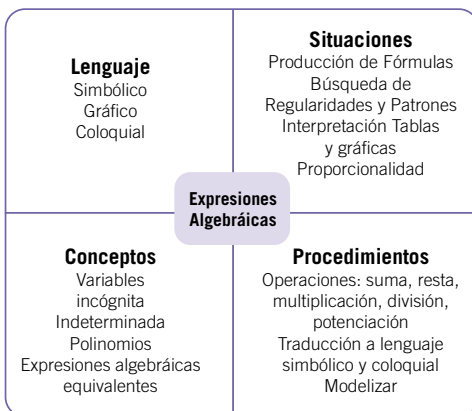 Lenguaje
Simbólico
Gráfico
Coloquial
Situaciones
Producción de Fórmulas
Búsqueda de
Regularidades y Patrones
Interpretación Tablas
y gráficas
Proporcionalidad
Expresiones
Algebráicas
Conceptos
Variables
incógnita
Indeterminada
Polinomios
Expresiones algebráicas
equivalentes
Procedimientos
Operaciones: suma, resta,
multiplicación, división,
potenciación
Traducción a lenguaje
simbólico y coloquial
Modelizar